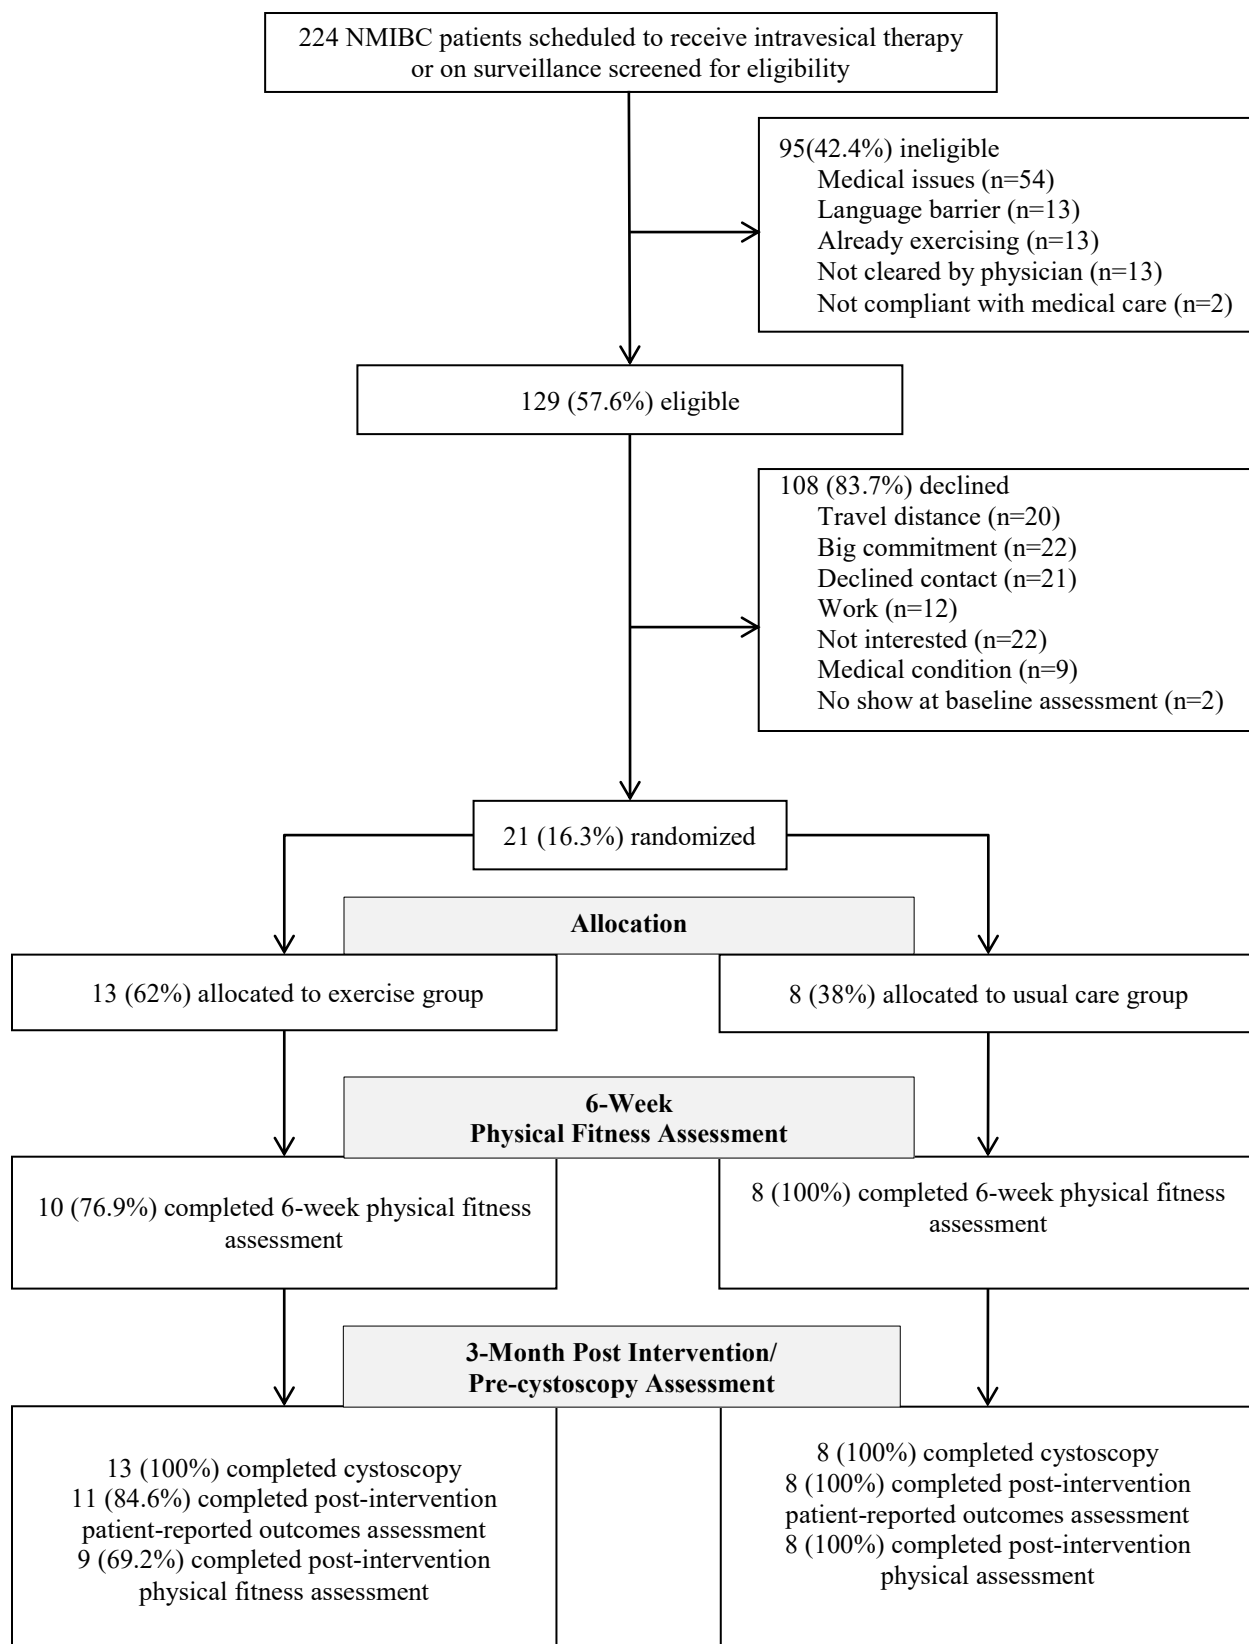 224 NMIBC patients scheduled to receive intravesical therapy
or on surveillance screened for eligibility
95(42.4%) ineligible
Medical issues (n=54)
Language barrier (n=13)
Already exercising (n=13)
Not cleared by physician (n=13)
Not compliant with medical care (n=2)
129 (57.6%) eligible
108 (83.7%) declined
Travel distance (n=20)
Big commitment (n=22)
Declined contact (n=21)
Work (n=12)
Not interested (n=22)
Medical condition (n=9)
No show at baseline assessment (n=2)
21 (16.3%) randomized
Allocation
13 (62%) allocated to exercise group
8 (38%) allocated to usual care group
6-Week
Physical Fitness Assessment
10 (76.9%) completed 6-week physical fitness
assessment
8 (100%) completed 6-week physical fitness
assessment
3-Month Post Intervention/
Pre-cystoscopy Assessment
13 (100%) completed cystoscopy
11 (84.6%) completed post-intervention
patient-reported outcomes assessment
9 (69.2%) completed post-intervention
physical fitness assessment
8 (100%) completed cystoscopy
8 (100%) completed post-intervention
patient-reported outcomes assessment
8 (100%) completed post-intervention
physical assessment